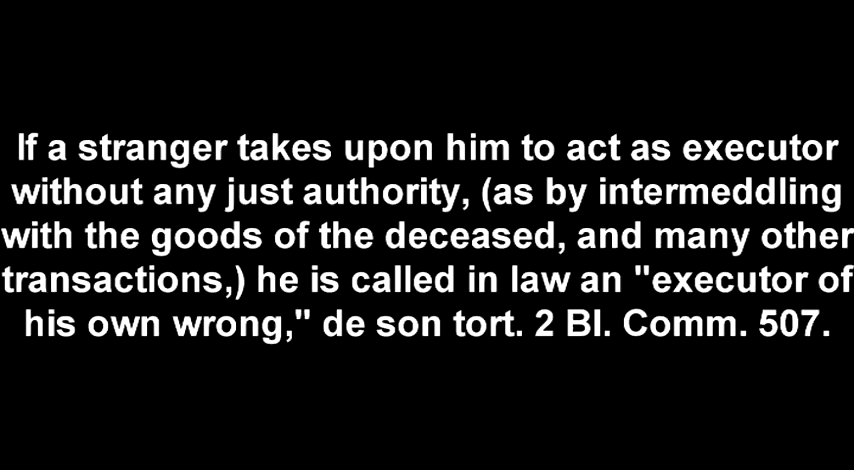 If a stranger takes upon him to act as executor
without any just authority, (as by intermeddling
with the goods of the deceased, and many other
transactions,) he is called in law an "executor of
his own wrong," de son tort. 2 Bl. Comm. 507.